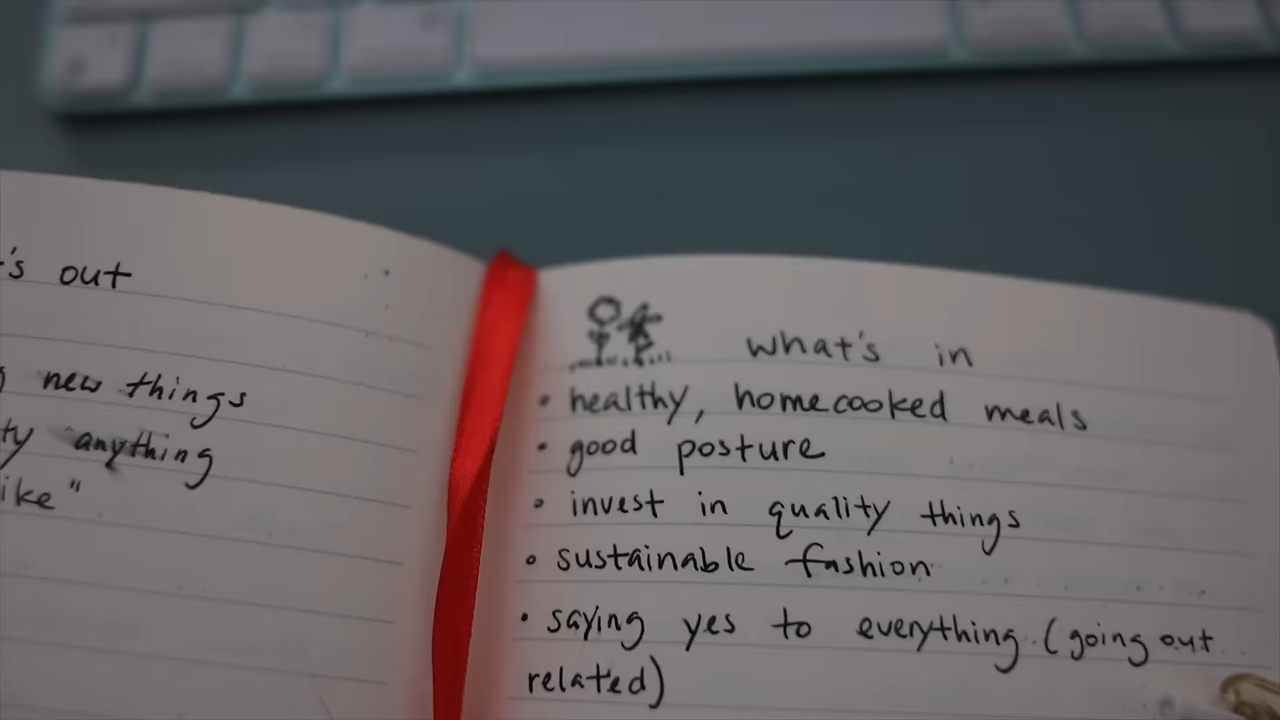 's out
new things
ty anything
ike"
what's in
• healthy, homecooked meals
• good posture
• invest in quality things
• sustainable fashion
• saying yes to everything (going out
related)